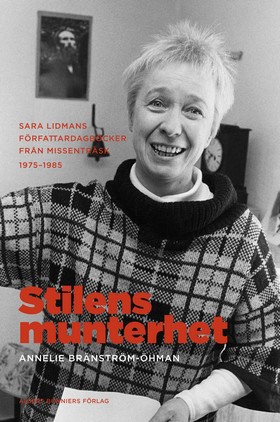 SARA LIDMANS
FÖRFATTARDAGBÖCKER
FRÅN MISSENTRÄSK
1975–1985
Stilens
munterhet
ANNELIE BRÄNSTRÖM-ÖHMAN
ALBERT BONNIERS FÖRLAG